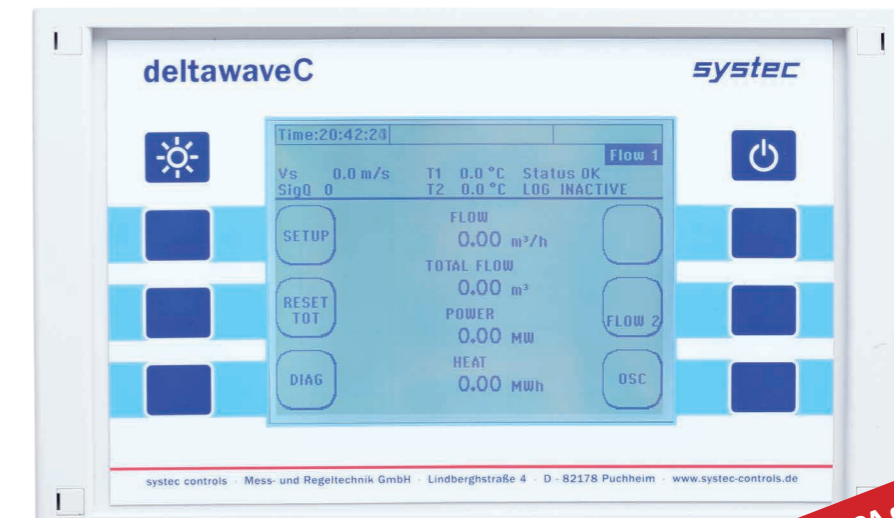 deltawaveC
systec
Time:20:42:23
Flow 1
Vs 0.0 m/s T1 0.0 °C Status OK
SigQ 0 T2 0.0 °C LOG INACTIVE
SETUP
FLOW
0.00 m³/h
TOTAL FLOW
0.00 m³
RESET
TOT
POWER
0.00 MW
FLOW 2
HEAT
0.00 MWh
DIAG
OSC
systec controls · Mess- und Regeltechnik GmbH · Lindberghstraße 4 · D - 82178 Puchheim · www.systec-controls.de